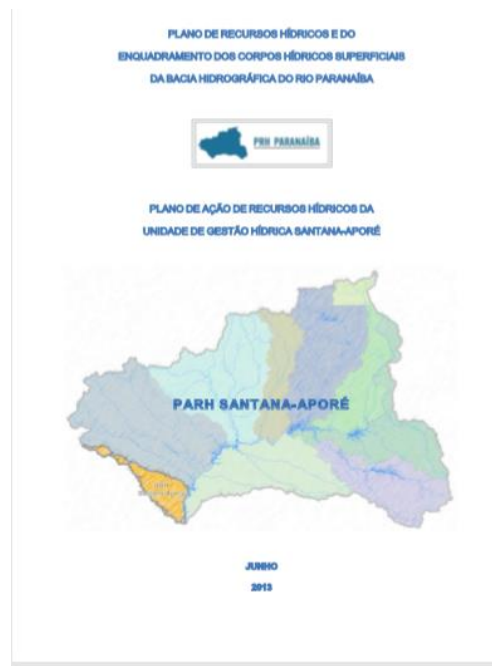 PLANO DE RECURSOS HÍDRICOS E DO
ENQUADRAMENTO DOS CORPOS HÍDRICOS SUPERFICIAIS
DA BACIA HIDROGRÁFICA DO RIO PARANAÍBA
PRH PARANAÍBA
PLANO DE AÇÃO DE RECURSOS HÍDRICOS DA
UNIDADE DE GESTÃO HÍDRICA SANTANA-APORÉ
PARH SANTANA-APORÉ
JUNHO
2013